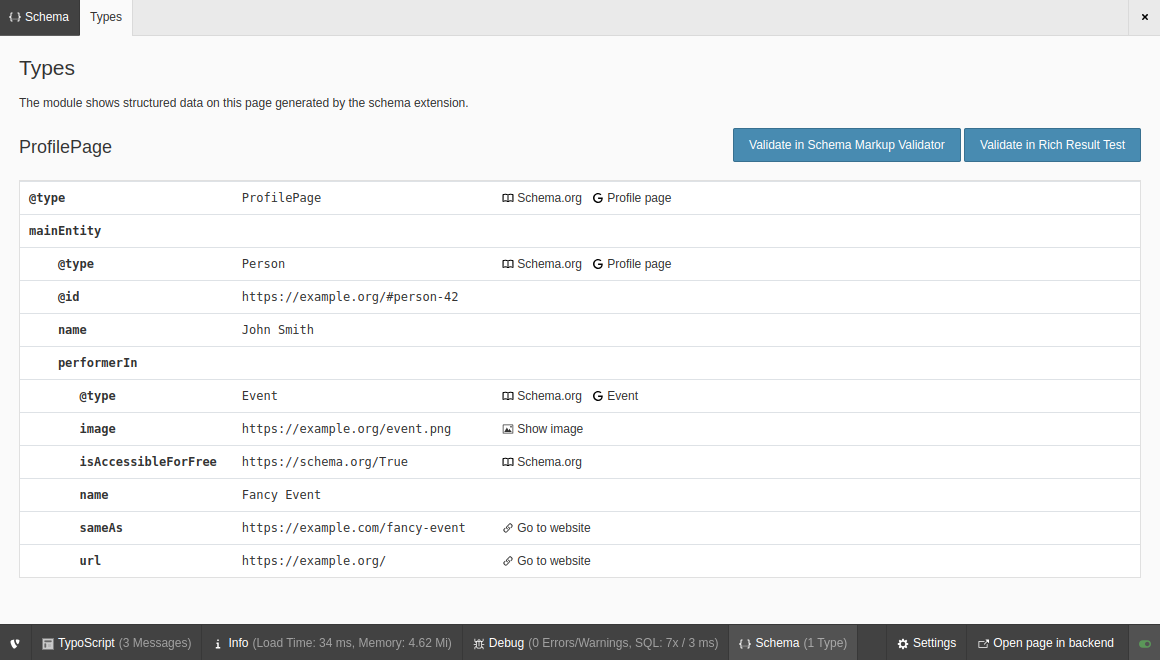 Schema Types ×
Types
The module shows structured data on this page generated by the schema extension.
ProfilePage Validate in Schema Markup Validator Validate in Rich Result Test
@type ProfilePage Schema.org Profile page
mainEntity
@type Person Schema.org Profile page
@id https://example.org/#person-42
name John Smith
performerIn
@type Event Schema.org Event
image https://example.org/event.png Show image
isAccessibleForFree https://schema.org/True Schema.org
name Fancy Event
sameAs https://example.com/fancy-event Go to website
url https://example.org/ Go to website
TypoScript (3 Messages) Info (Load Time: 34 ms, Memory: 4.62 Mi) Debug (0 Errors/Warnings, SQL: 7x / 3 ms) Schema (1 Type) Settings Open page in backend